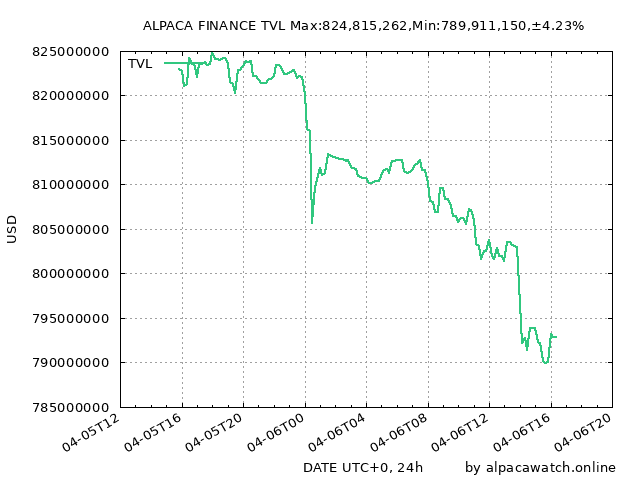 ALPACA FINANCE TVL Max:824,815,262,Min:789,911,150,±4.23%
TVL
825000000
820000000
815000000
810000000
805000000
800000000
795000000
790000000
785000000
USD
04-05T12
04-05T16
04-05T20
04-06T00
04-06T04
04-06T08
04-06T12
04-06T16
04-06T20
DATE UTC+0, 24h
by alpacawatch.online